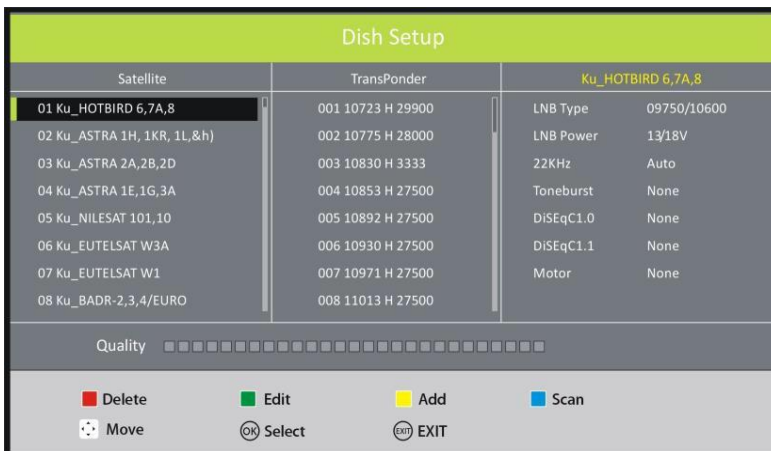 Dish Setup
Satellite
TransPonder
Ku_HOTBIRD 6,7A,8
01 Ku_HOTBIRD 6,7A,8
02 Ku_ASTRA 1H, 1KR, 1L,&h)
03 Ku_ASTRA 2A,2B,2D
04 Ku_ASTRA 1E,1G,3A
05 Ku_NILESAT 101,10
06 Ku_EUTELSAT W3A
07 Ku_EUTELSAT W1
08 Ku_BADR-2,3,4/EURO
001 10723 H 29900
002 10775 H 28000
003 10830 H 3333
004 10853 H 27500
005 10892 H 27500
006 10930 H 27500
007 10971 H 27500
008 11013 H 27500
LNB Type 09750/10600
LNB Power 13/18V
22KHz Auto
Toneburst None
DiSEqC1.0 None
DiSEqC1.1 None
Motor None
Quality
Delete Edit Add Scan
Move OK Select EXIT EXIT